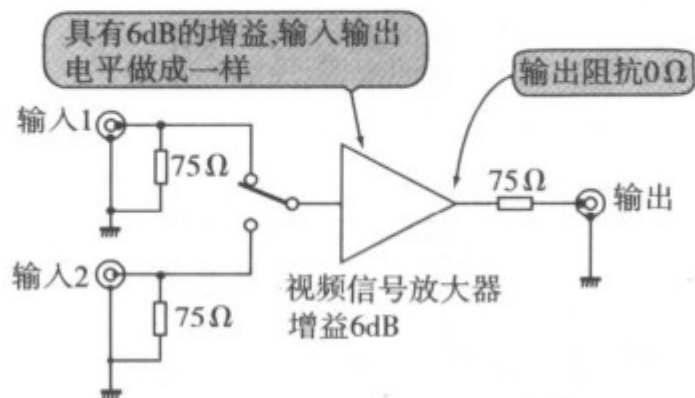 具有6dB的增益,输入输出
电平做成一样
输出阻抗0Ω
输入1
75Ω
75Ω
输出
输入2
75Ω
视频信号放大器
增益6dB